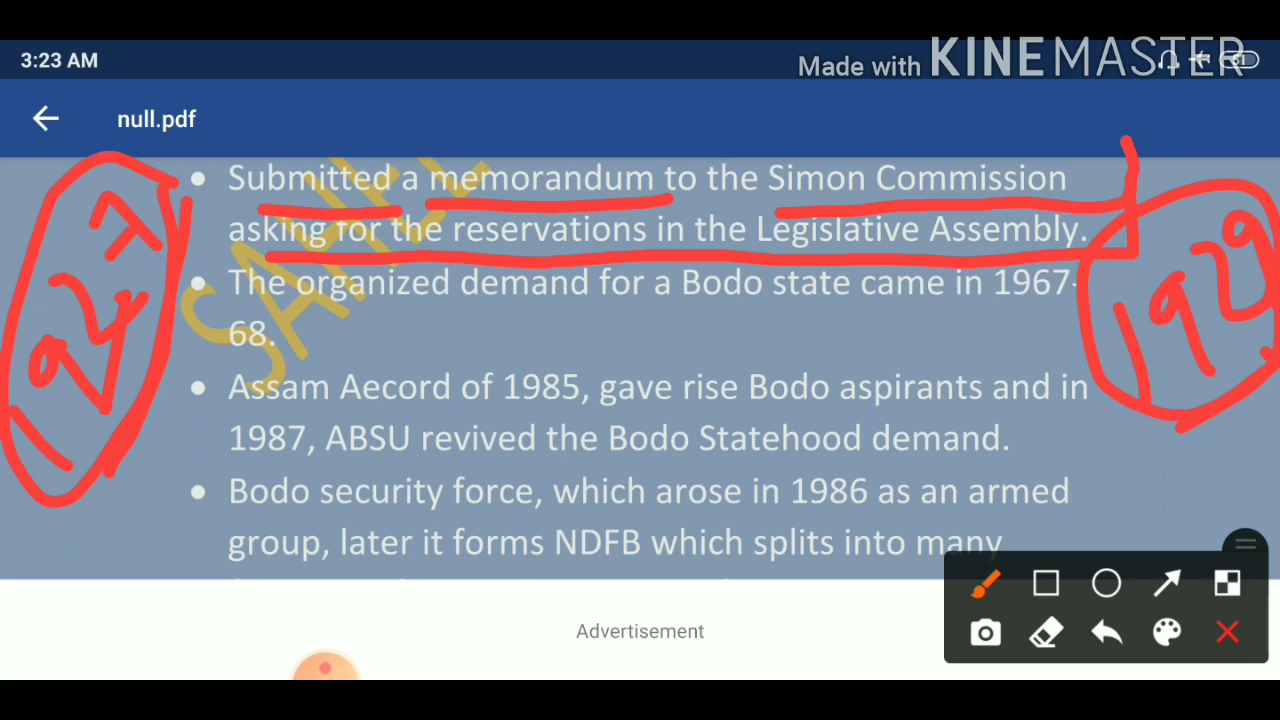 3:23 AM
Made with KINEMASTER
31
null.pdf
Submitted a memorandum to the Simon Commission
asking for the reservations in the Legislative Assembly.
The organized demand for a Bodo state came in 1967-
68.
Assam Aecord of 1985, gave rise Bodo aspirants and in
1987, ABSU revived the Bodo Statehood demand.
Bodo security force, which arose in 1986 as an armed
group, later it forms NDFB which splits into many
1927
1929
Advertisement